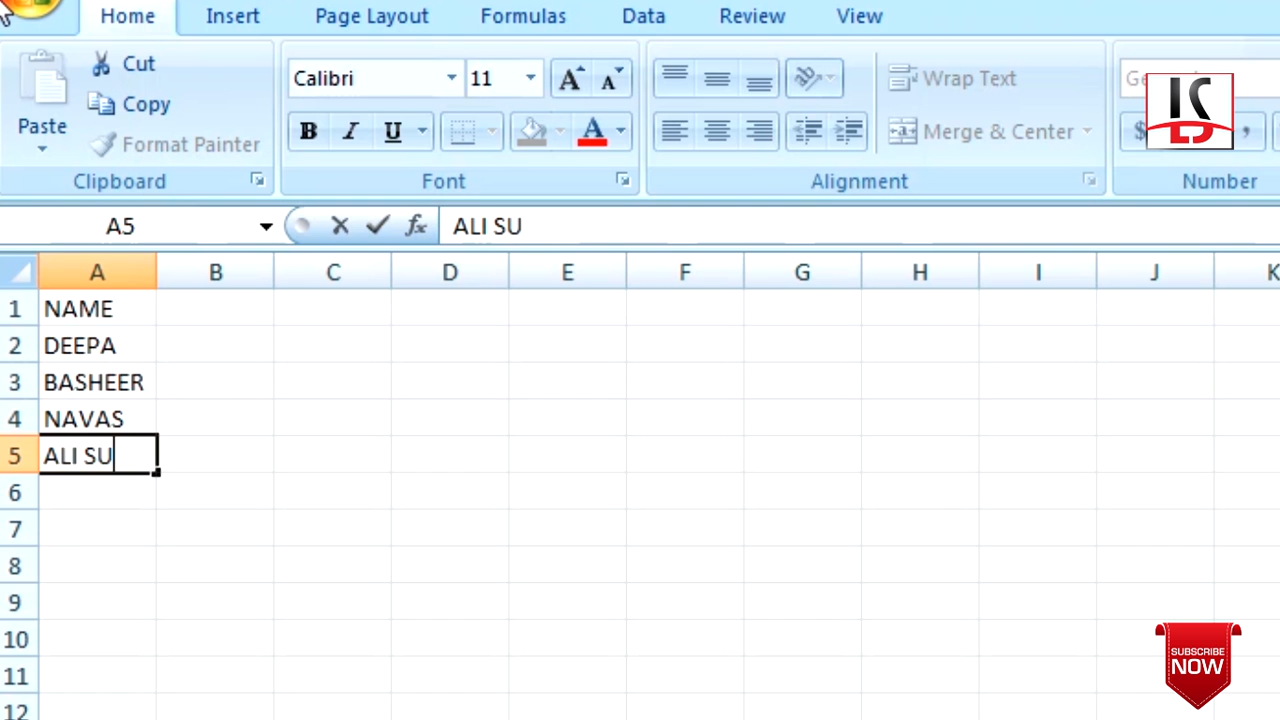 Home Insert Page Layout Formulas Data Review View
Cut
Copy
Format Painter
Paste
Clipboard
Calibri 11
A A
B I U A
Font
Wrap Text
Merge & Center
Alignment
$ ,
Number
A5 fx ALI SU
A B C D E F G H I J K
1 NAME
2 DEEPA
3 BASHEER
4 NAVAS
5 ALI SU
6
7
8
9
10
11
12
SUBSCRIBE
NOW